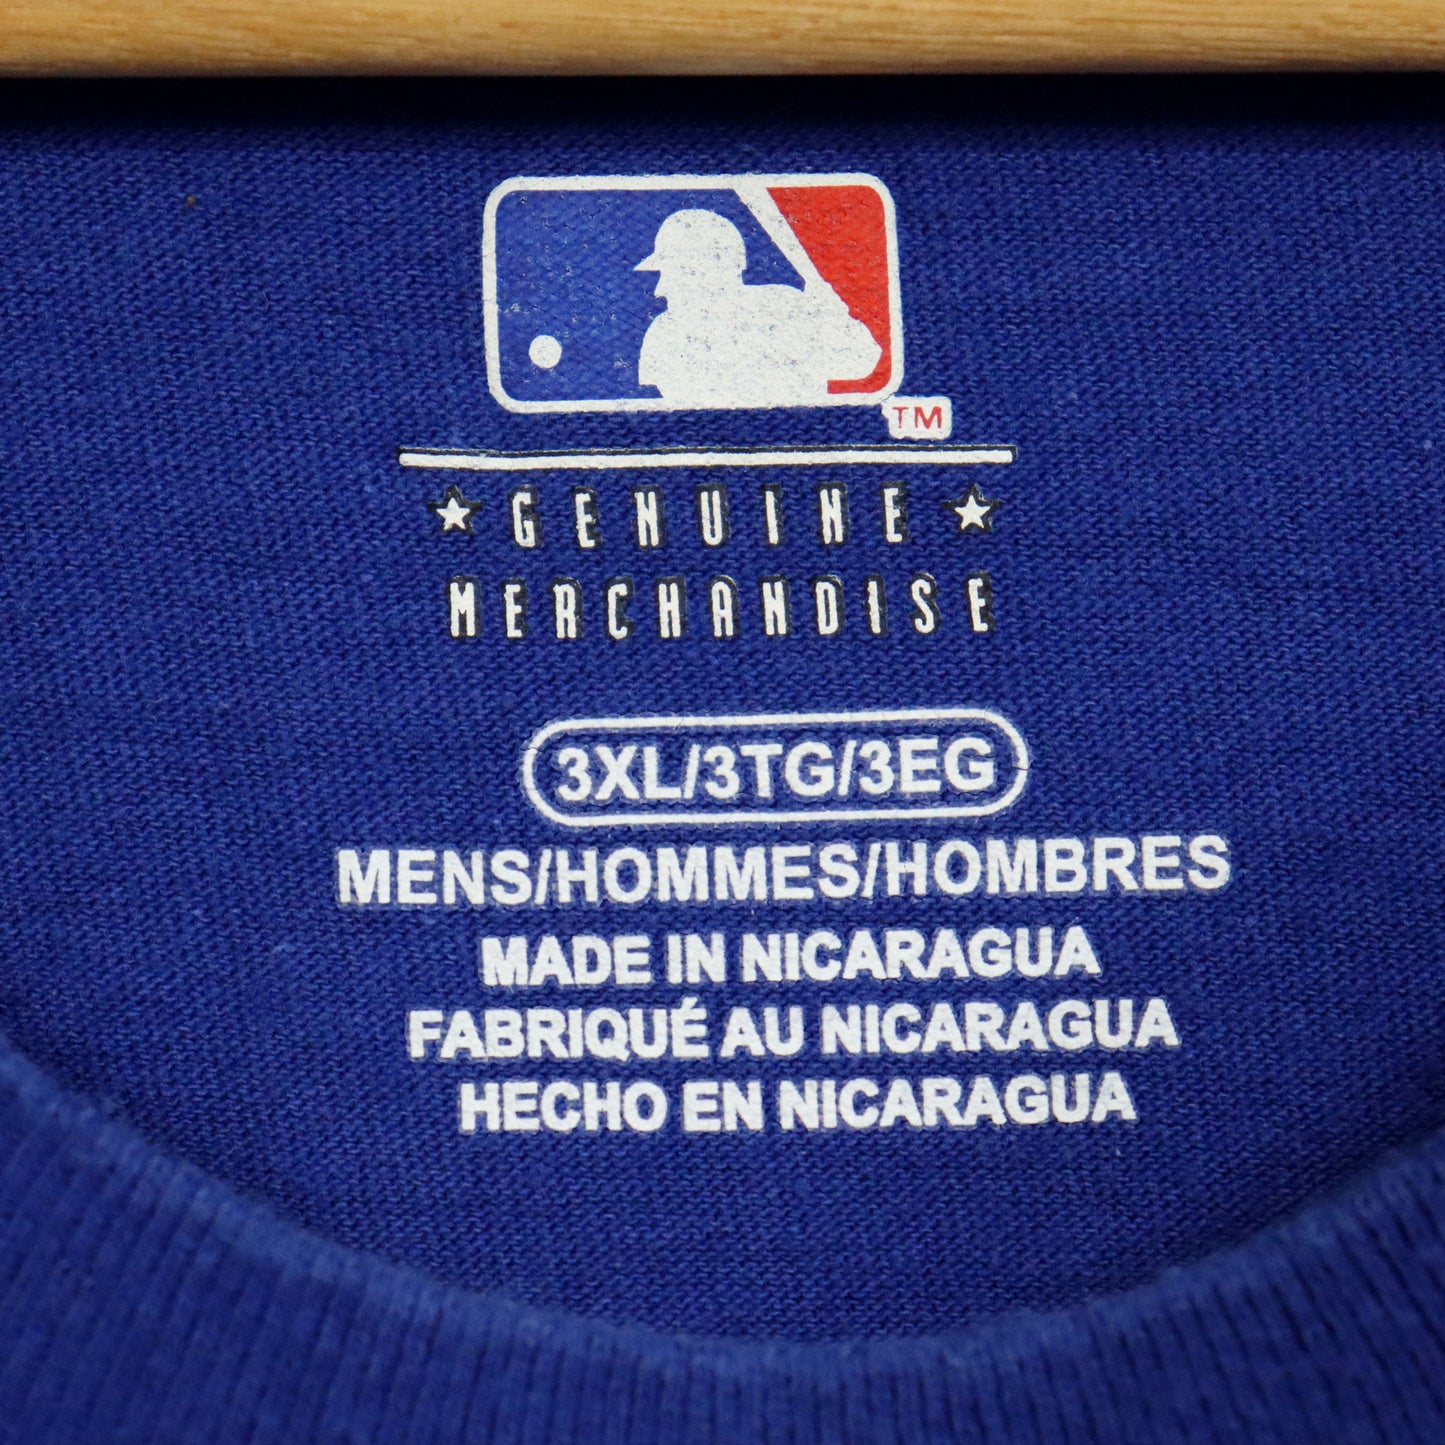 TM
GENUINE
MERCHANDISE
3XL/3TG/3EG
MENS/HOMMES/HOMBRES
MADE IN NICARAGUA
FABRIQUÉ AU NICARAGUA
HECHO EN NICARAGUA